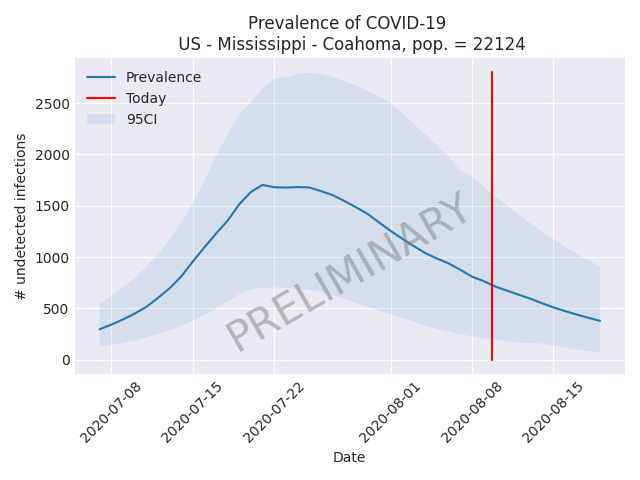 Prevalence of COVID-19
US - Mississippi - Coahoma, pop. = 22124
Prevalence
Today
95CI
# undetected infections
2500
2000
1500
1000
500
0
PRELIMINARY
2020-07-08
2020-07-15
2020-07-22
2020-08-01
2020-08-08
2020-08-15
Date